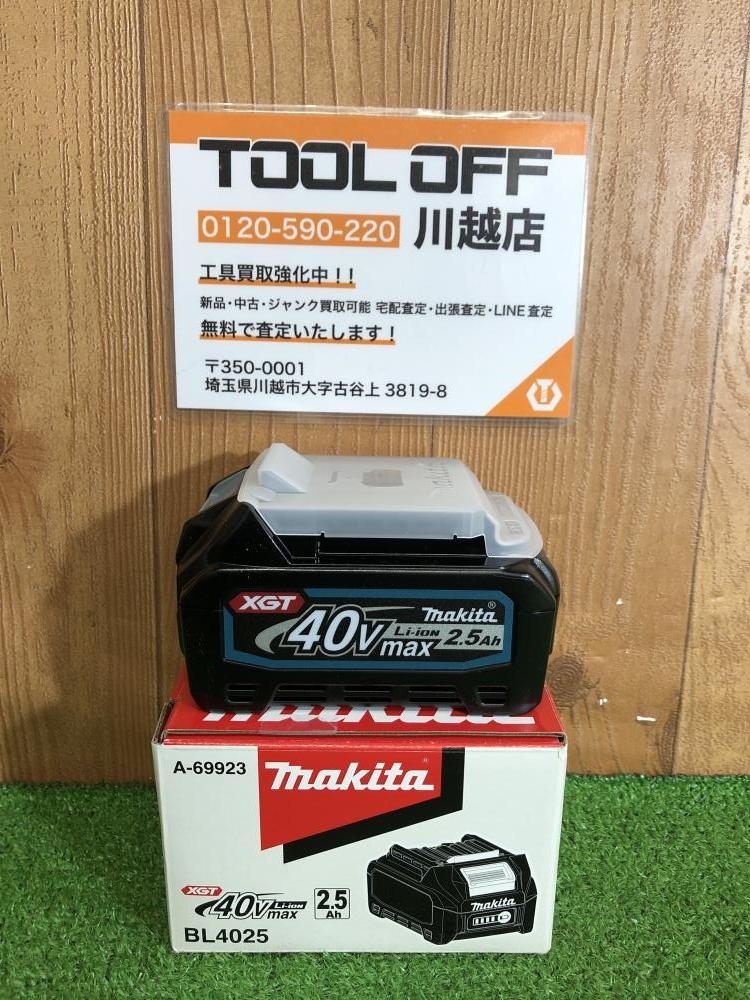 TOOL OFF
0120-590-220 川越店
工具買取強化中！！
新品・中古・ジャンク買取可能 宅配査定・出張査定・LINE査定
無料で査定いたします！
〒350-0001
埼玉県川越市大字古谷上 3819-8
makita
XGT
makita®
40Vmax Li-ion 2.5Ah
makita
A-69923
makita®
XGT
40Vmax Li-ion 2.5 Ah
makita
BL4025